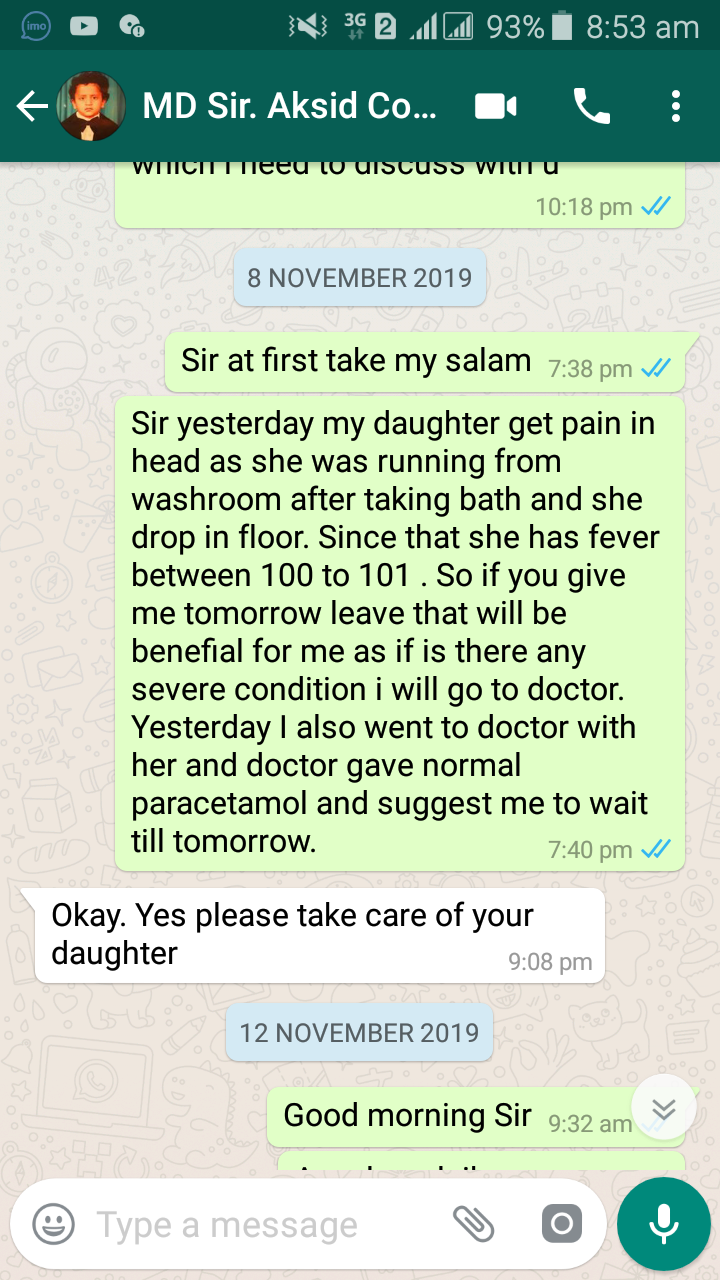 imo
3G
2
93%
8:53 am
MD Sir. Aksid Co...
which I need to discuss with u
10:18 pm
8 NOVEMBER 2019
Sir at first take my salam
7:38 pm
Sir yesterday my daughter get pain in
head as she was running from
washroom after taking bath and she
drop in floor. Since that she has fever
between 100 to 101 . So if you give
me tomorrow leave that will be
benefial for me as if is there any
severe condition i will go to doctor.
Yesterday I also went to doctor with
her and doctor gave normal
paracetamol and suggest me to wait
till tomorrow.
7:40 pm
Okay. Yes please take care of your
daughter
9:08 pm
12 NOVEMBER 2019
Good morning Sir
9:32 am
Type a message